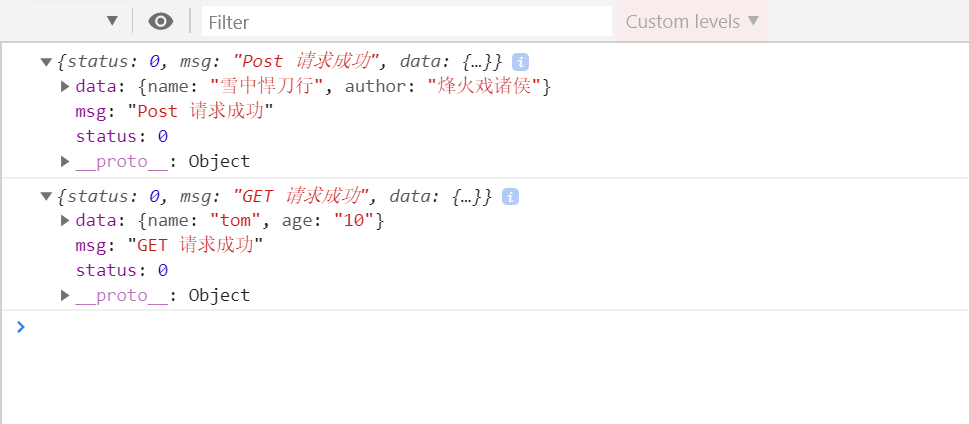 Filter Custom levels
{status: 0, msg: "Post 请求成功", data: {…}}
data: {name: "雪中悍刀行", author: "烽火戏诸侯"}
msg: "Post 请求成功"
status: 0
__proto__: Object
{status: 0, msg: "GET 请求成功", data: {…}}
data: {name: "tom", age: "10"}
msg: "GET 请求成功"
status: 0
__proto__: Object